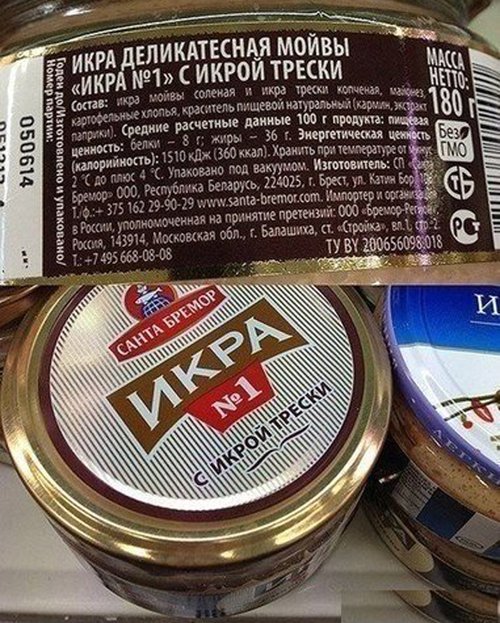 ИКРА ДЕЛИКАТЕСНАЯ МОЙВЫ
«ИКРА №1» С ИКРОЙ ТРЕСКИ
Состав: икра мойвы соленая и икра трески копченая, майонез,
картофельные хлопья, краситель пищевой натуральный (кармин, экстракт
паприки). Средние расчетные данные 100 г продукта: пищевая
ценность: белки – 8 г; жиры – 36 г. Энергетическая ценность
(калорийность): 1510 кДж (360 ккал). Хранить при температуре от минус
2 °С до плюс 4 °С. Упаковано под вакуумом. Изготовитель: СП
Бремор» ООО, Республика Беларусь, 224025, г. Брест, ул. Катин Бор,
Т./ф.:+ 375 162 29-90-29 www.santa-bremor.com. Импортер и
в России, уполномоченная на принятие претензий: ООО «Бремор-
Россия, 143914, Московская обл., г. Балашиха, ст. «Стройка», вл.1, стр.2.
Т.: +7 495 668-08-08
ТУ BY 200656098.018
МАССА
НЕТТО:
180 г
Без
ГМО
РС
Годен до/Изготовлено и упаковано/
Номер партии:
050614
САНТА БРЕМОР
ИКРА
№1
С ИКРОЙ ТРЕСКИ
И